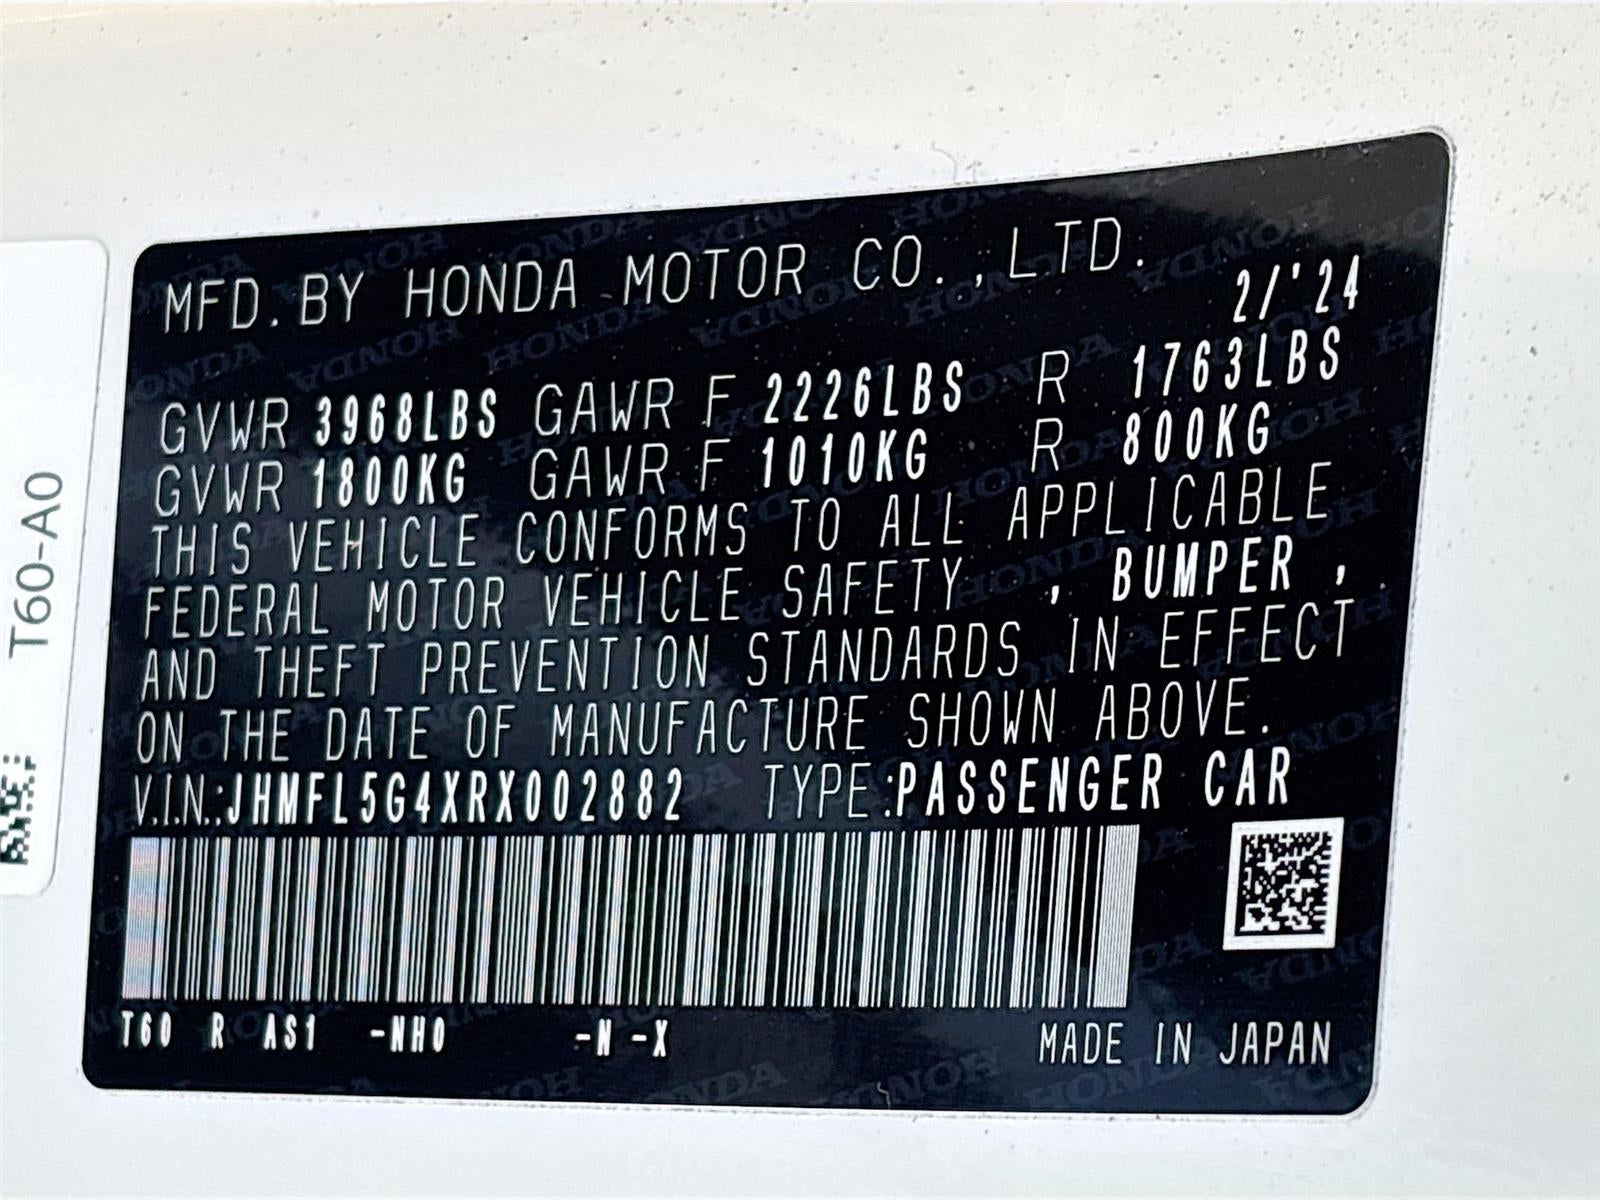 MFD. BY HONDA MOTOR CO., LTD.
2/'24
GVWR 3968LBS GAWR F 2226LBS R 1763LBS
GVWR 1800KG GAWR F 1010KG R 800KG
THIS VEHICLE CONFORMS TO ALL APPLICABLE
FEDERAL MOTOR VEHICLE SAFETY , BUMPER ,
AND THEFT PREVENTION STANDARDS IN EFFECT
ON THE DATE OF MANUFACTURE SHOWN ABOVE.
V.I.N.:JHMFL5G4XRX002882 TYPE:PASSENGER CAR
T60 R AS1 -NH0 -N -X
MADE IN JAPAN
T60-A0